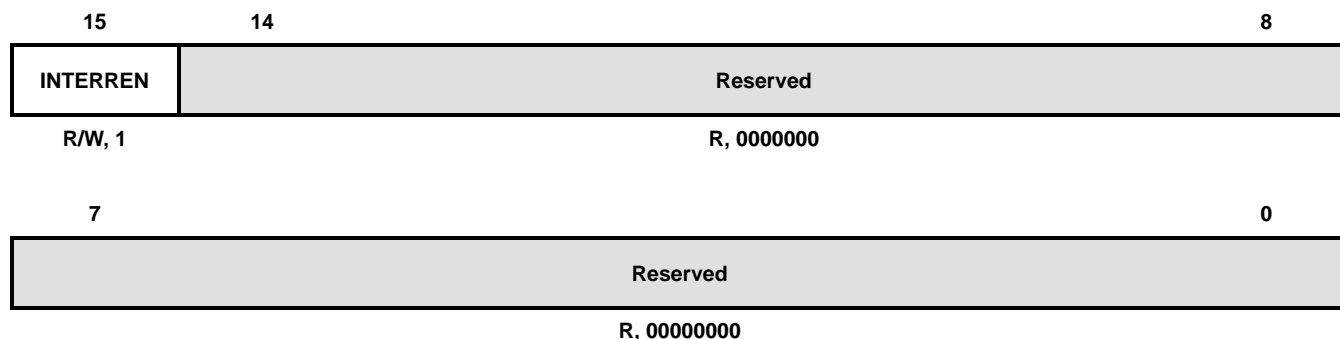 15 14 8
INTERREN Reserved
R/W, 1 R, 0000000
7 0
Reserved
R, 00000000